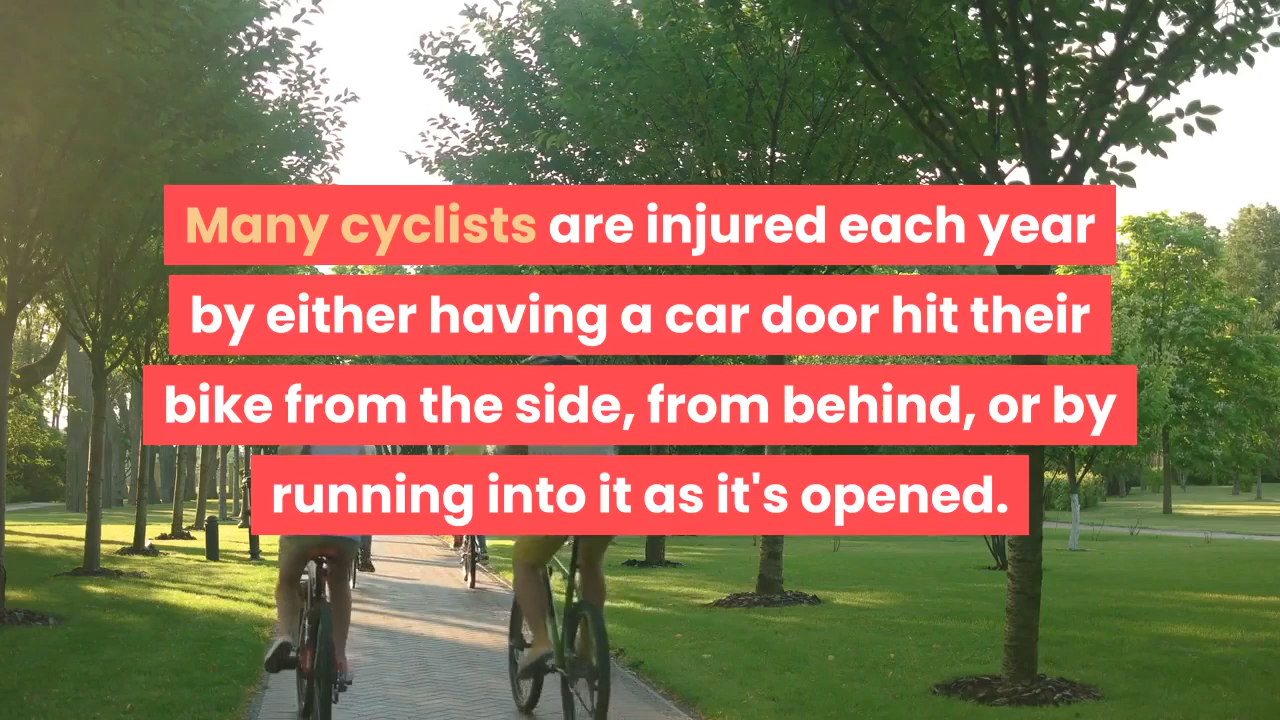 Many cyclists are injured each year
by either having a car door hit their
bike from the side, from behind, or by
running into it as it's opened.